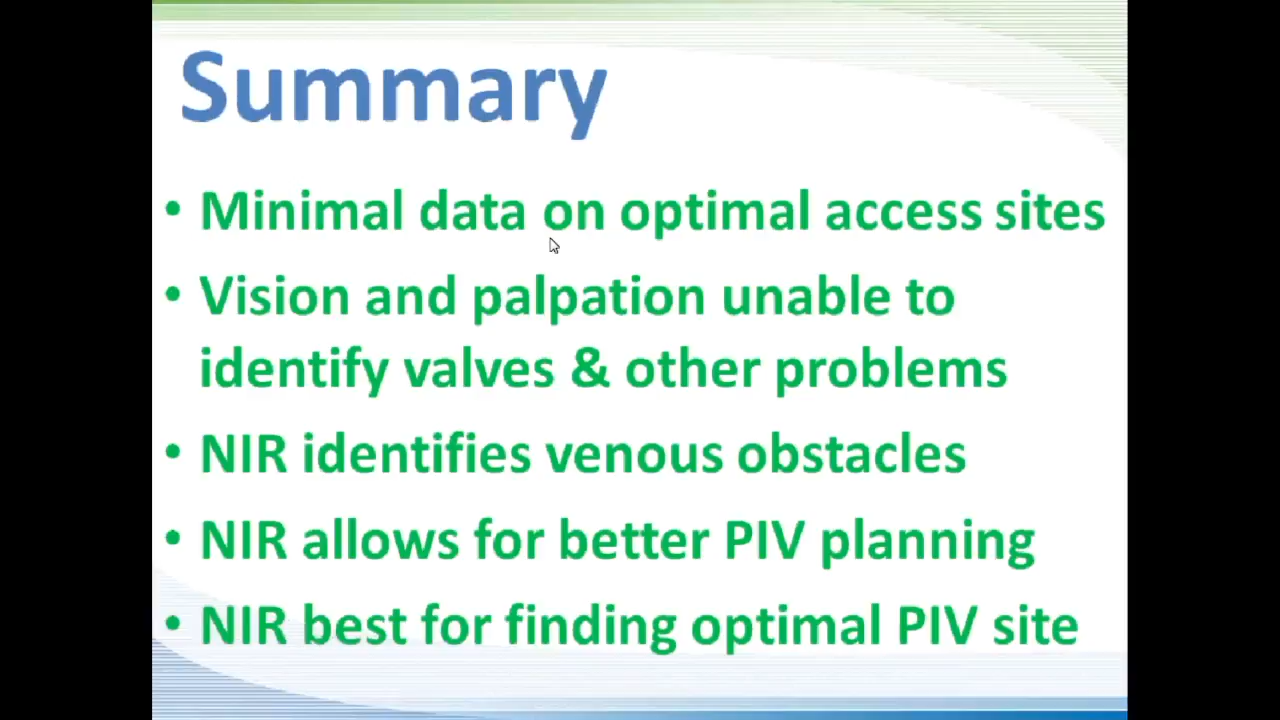 Summary
• Minimal data on optimal access sites
• Vision and palpation unable to
identify valves & other problems
• NIR identifies venous obstacles
• NIR allows for better PIV planning
• NIR best for finding optimal PIV site